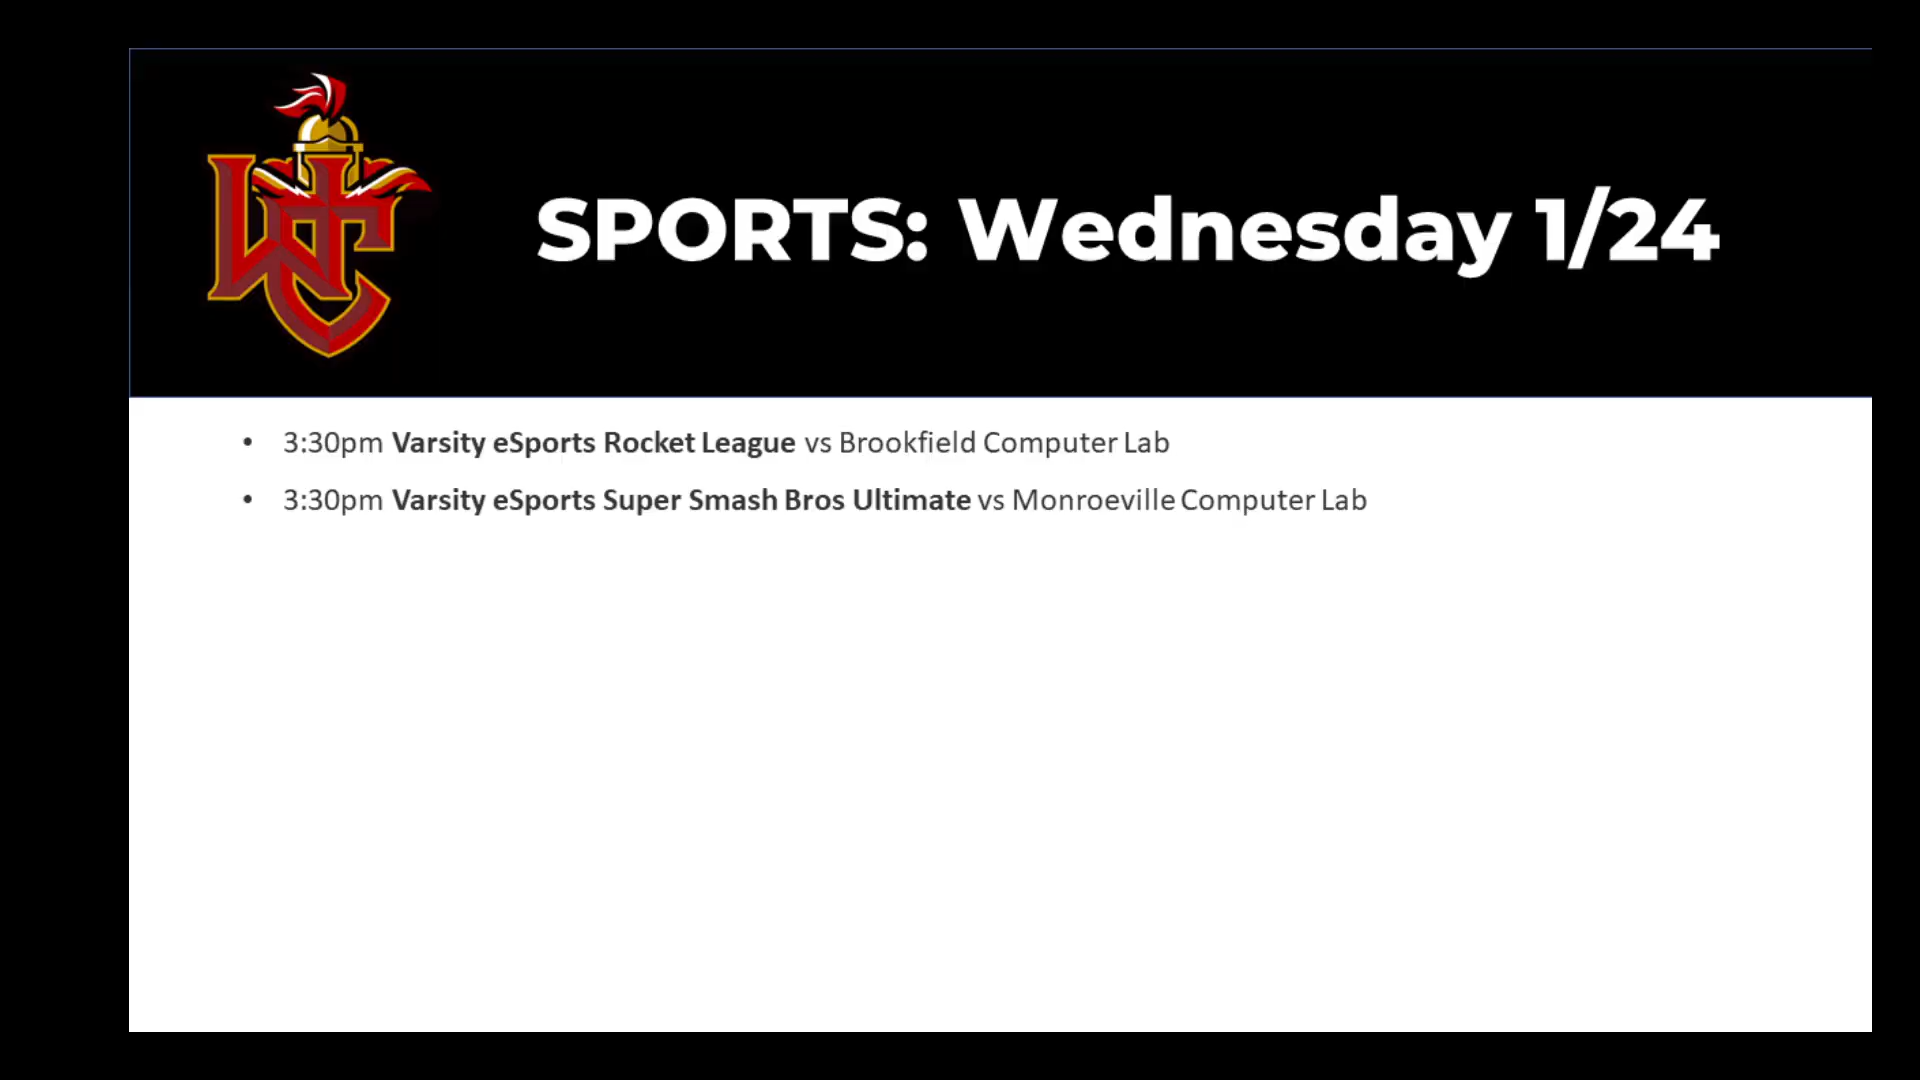 WC
SPORTS: Wednesday 1/24
• 3:30pm Varsity eSports Rocket League vs Brookfield Computer Lab
• 3:30pm Varsity eSports Super Smash Bros Ultimate vs Monroeville Computer Lab